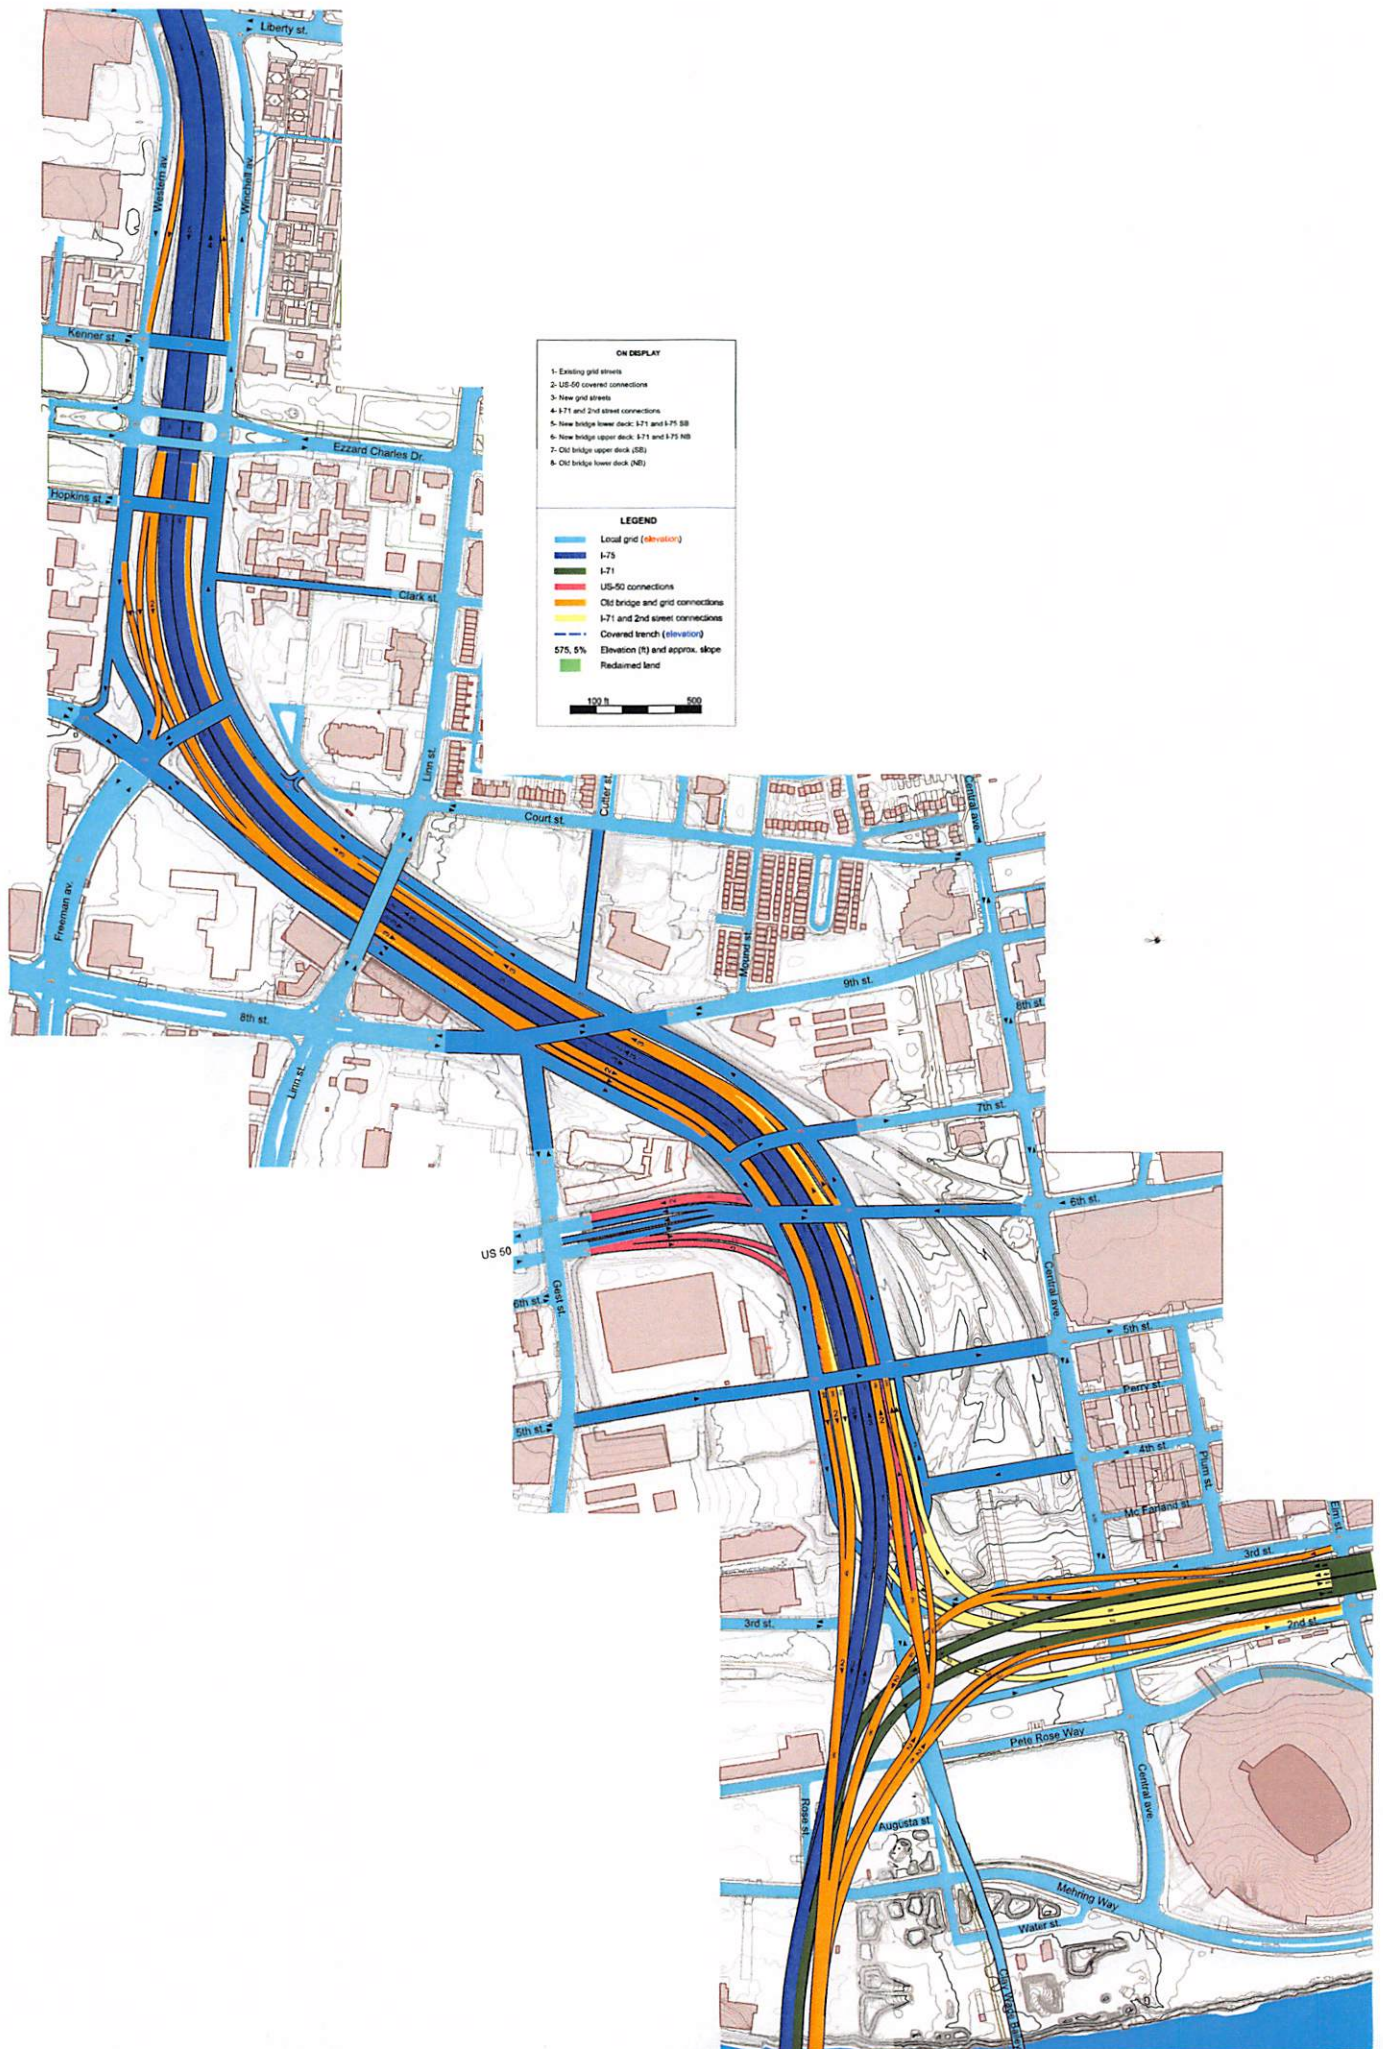 Liberty st.
Western av.
Winchell av.
Kenner st.
Ezzard Charles Dr.
Hopkins st.
Clark st.
ON DISPLAY
1- Existing grid streets
2- US-50 covered connections
3- New grid streets
4- I-71 and 2nd street connections
5- New bridge lower deck: I-71 and I-75 SB
6- New bridge upper deck: I-71 and I-75 NB
7- Old bridge upper deck (SB)
8- Old bridge lower deck (NB)
LEGEND
Local grid (elevation)
I-75
I-71
US-50 connections
Old bridge and grid connections
I-71 and 2nd street connections
Covered trench (elevation)
575, 5% Elevation (ft) and approx. slope
Reclaimed land
100 ft 500
Linn st.
Cutter st.
Court st.
Central ave.
Freeman av.
Mound st.
9th st.
8th st.
8th st.
Linn st.
7th st.
6th st.
US 50
Gest st.
6th st.
Central ave.
5th st.
Perry st.
5th st.
4th st.
Plum st.
Mc Farland st.
Elm st.
3rd st.
3rd st.
2nd st.
Pete Rose Way
Central ave.
Rose st.
Augusta st.
Mehring Way
Water st.
Clay Wade Bailey